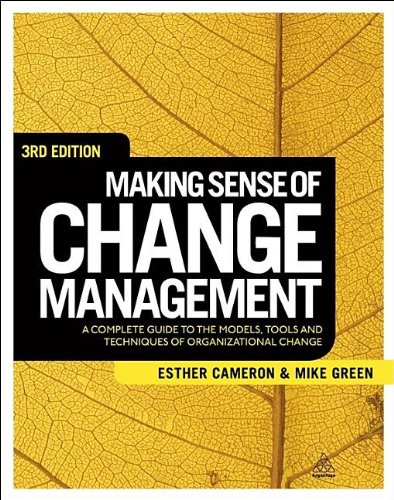 3RD EDITION
MAKING SENSE OF
CHANGE
MANAGEMENT
A COMPLETE GUIDE TO THE MODELS, TOOLS AND
TECHNIQUES OF ORGANIZATIONAL CHANGE
ESTHER CAMERON & MIKE GREEN
KoganPage